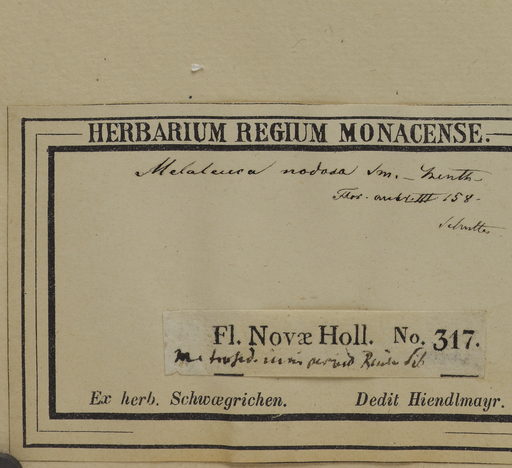 HERBARIUM REGIUM MONACENSE.
Melaleuca nodosa Sm. – Benth
Flor. austr. III 158.
Fl. Novæ Holl. No. 317.
Ex herb. Schwægrichen. Dedit Hiendlmayr.